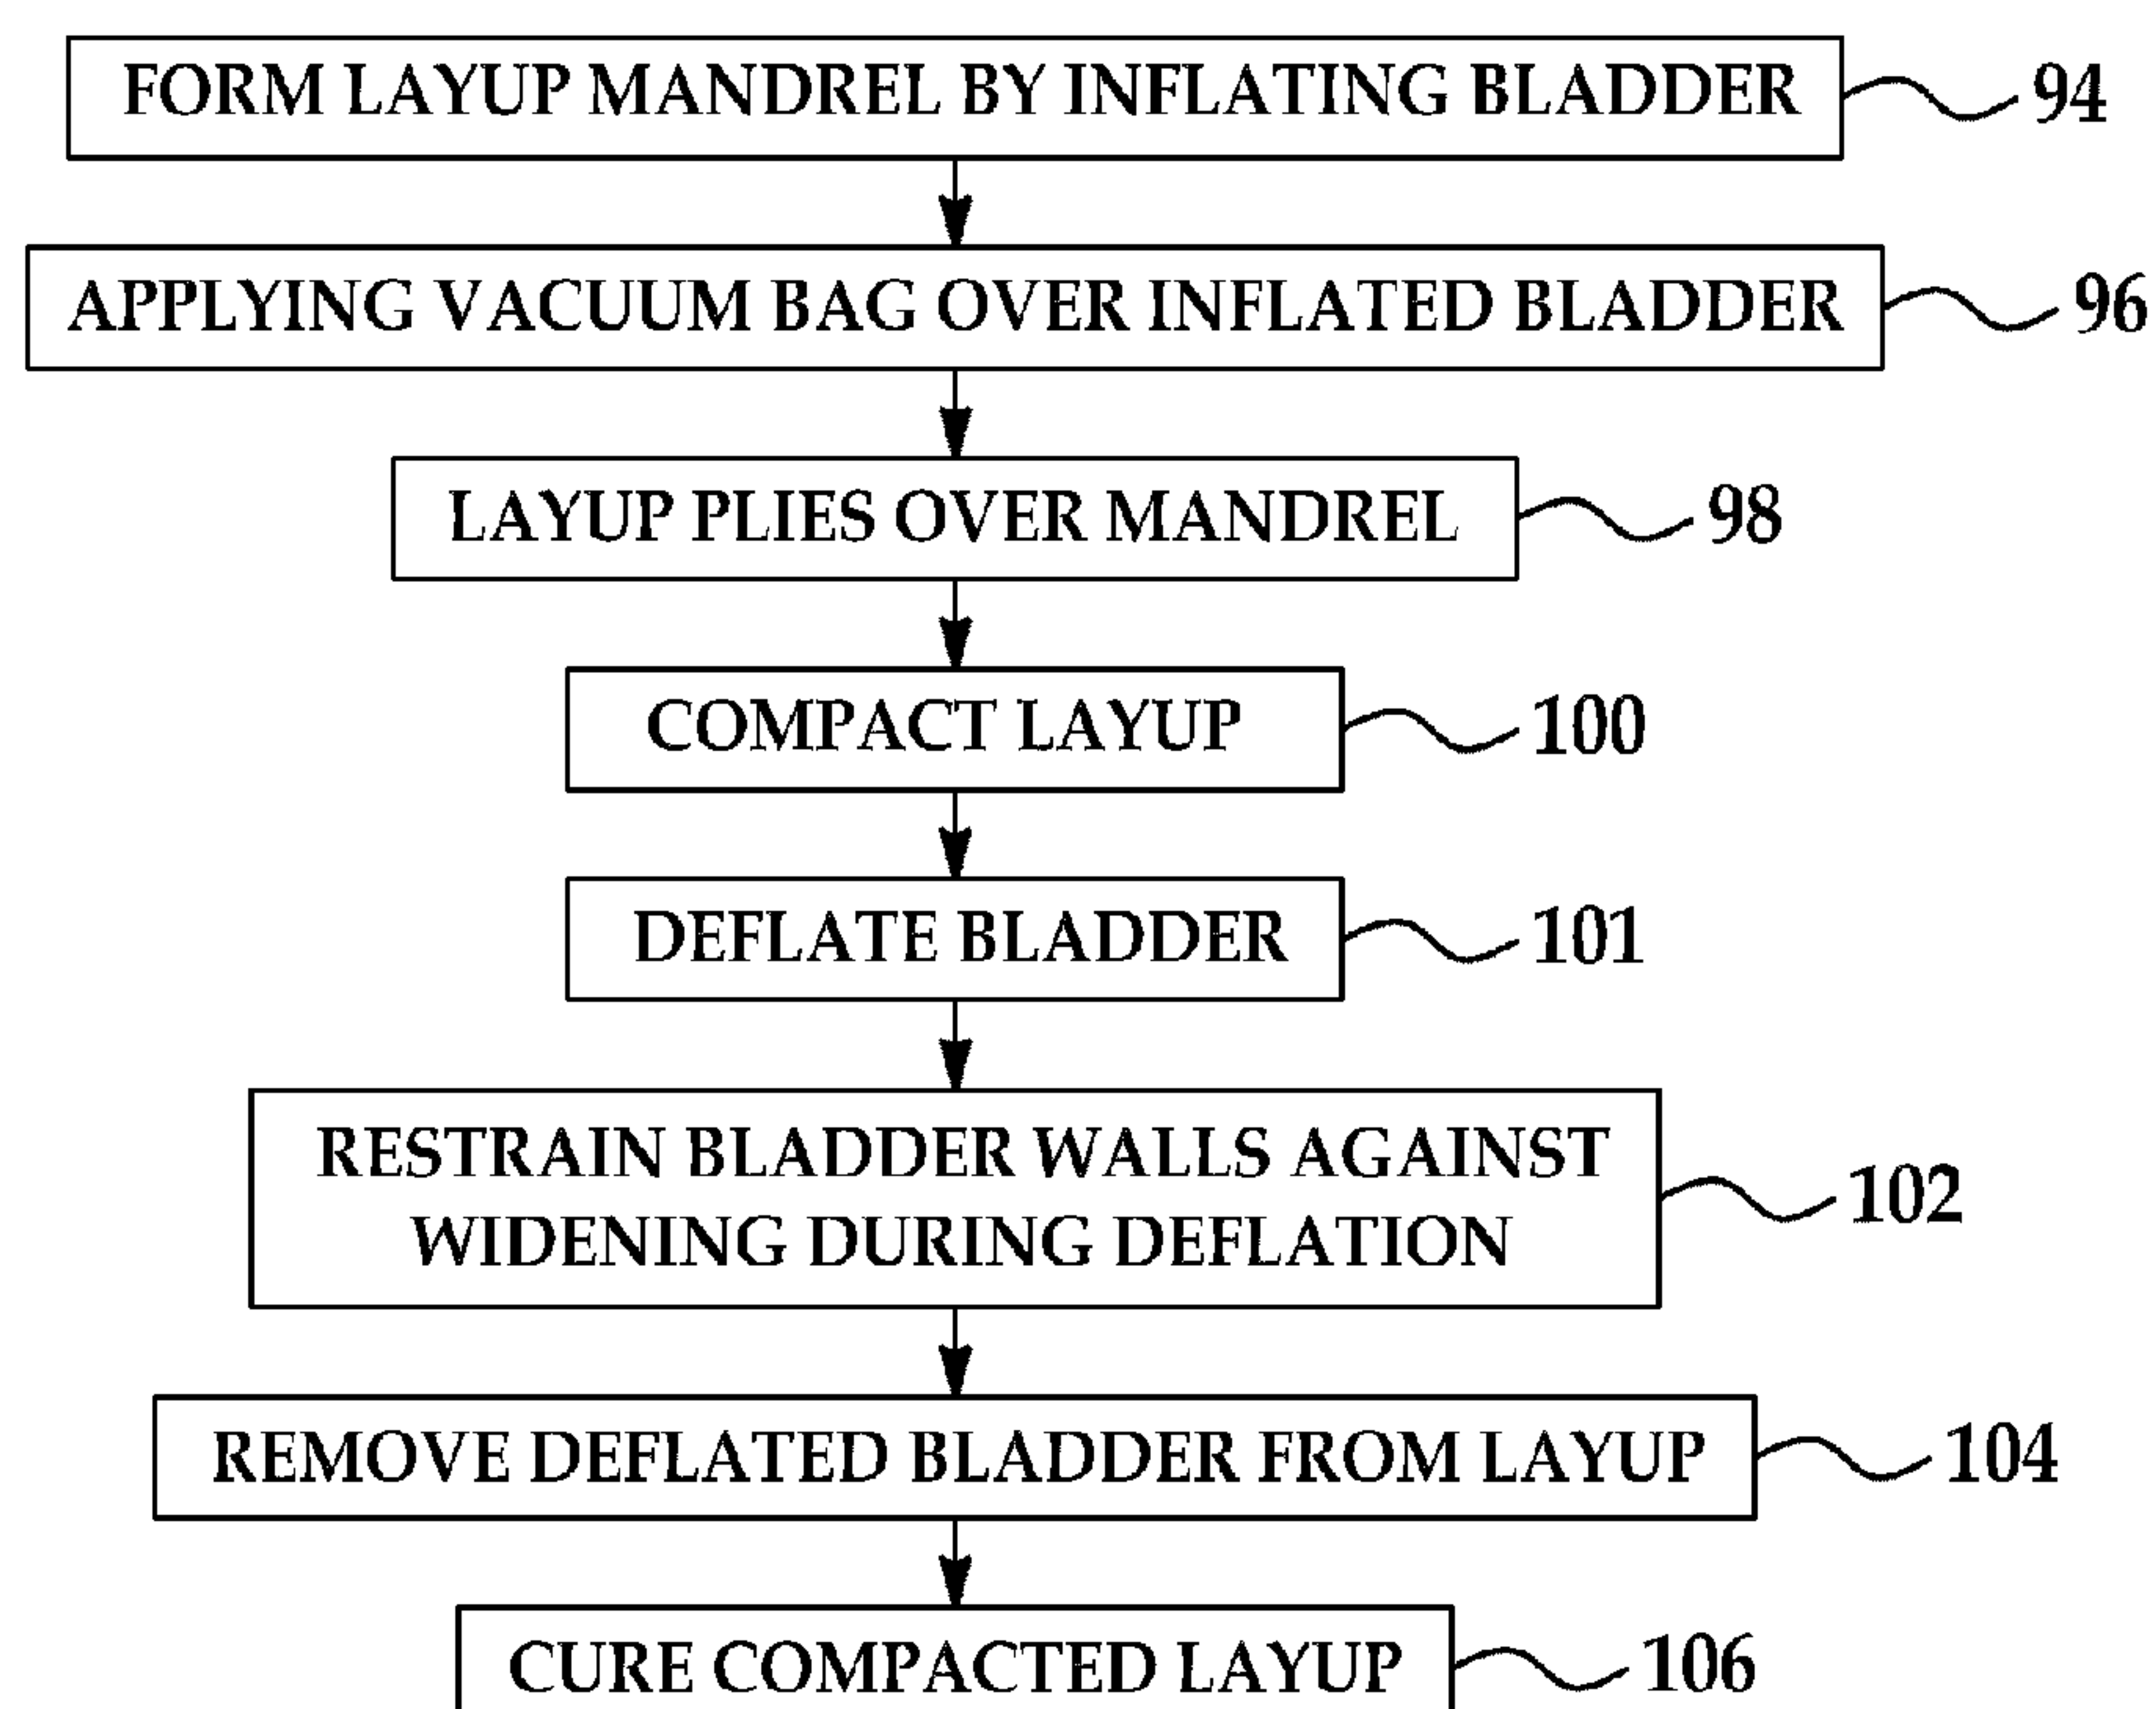 FORM LAYUP MANDREL BY INFLATING BLADDER 94
APPLYING VACUUM BAG OVER INFLATED BLADDER 96
LAYUP PLIES OVER MANDREL 98
COMPACT LAYUP 100
DEFLATE BLADDER 101
RESTRAIN BLADDER WALLS AGAINST
WIDENING DURING DEFLATION 102
REMOVE DEFLATED BLADDER FROM LAYUP 104
CURE COMPACTED LAYUP 106